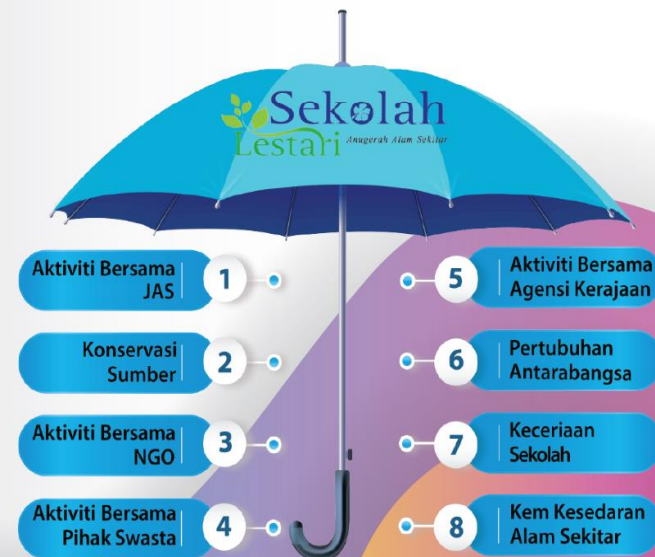 Sekolah
Lestari Anugerah Alam Sekitar
Aktiviti Bersama
JAS
1
Konservasi
Sumber
2
Aktiviti Bersama
NGO
3
Aktiviti Bersama
Pihak Swasta
4
5
Aktiviti Bersama
Agensi Kerajaan
6
Pertubuhan
Antarabangsa
7
Keceriaan
Sekolah
8
Kem Kesedaran
Alam Sekitar